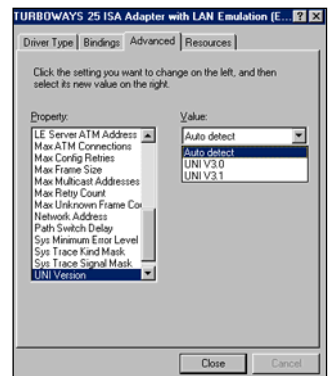 TURBOWAYS 25 ISA Adapter with LAN Emulation (E...
Driver Type
Bindings
Advanced
Resources
Click the setting you want to change on the left, and then
select its new value on the right.
Property:
LE Server ATM Address
Max ATM Connections
Max Config Retries
Max Frame Size
Max Multicast Addresses
Max Retry Count
Max Unknown Frame Cou
Network Address
Path Switch Delay
Sys Minimum Error Level
Sys Trace Kind Mask
Sys Trace Signal Mask
UNI Version
Value:
Auto detect
Auto detect
UNI V3.0
UNI V3.1
Close
Cancel